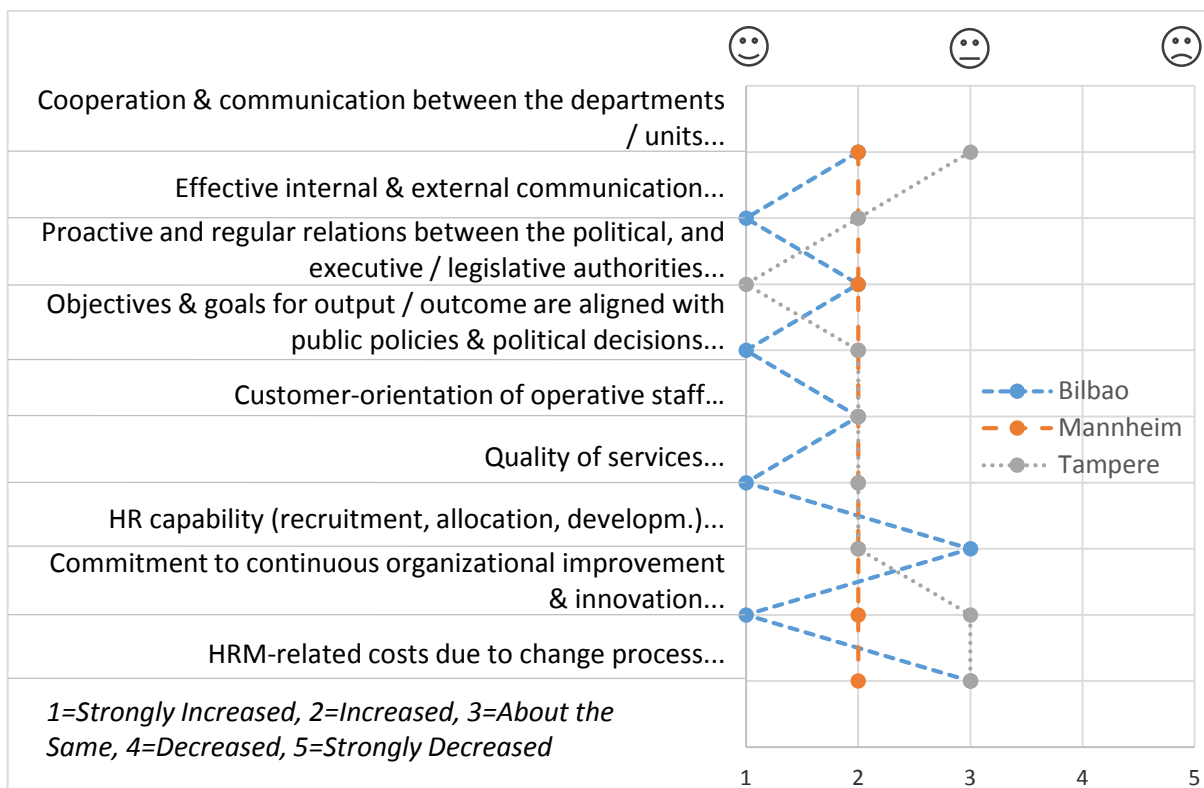 Cooperation & communication between the departments
/ units...
Effective internal & external communication...
Proactive and regular relations between the political, and
executive / legislative authorities...
Objectives & goals for output / outcome are aligned with
public policies & political decisions...
Customer-orientation of operative staff...
Quality of services...
HR capability (recruitment, allocation, developm.)...
Commitment to continuous organizational improvement
& innovation...
HRM-related costs due to change process...
1=Strongly Increased, 2=Increased, 3=About the
Same, 4=Decreased, 5=Strongly Decreased
Bilbao
Mannheim
Tampere
1 2 3 4 5